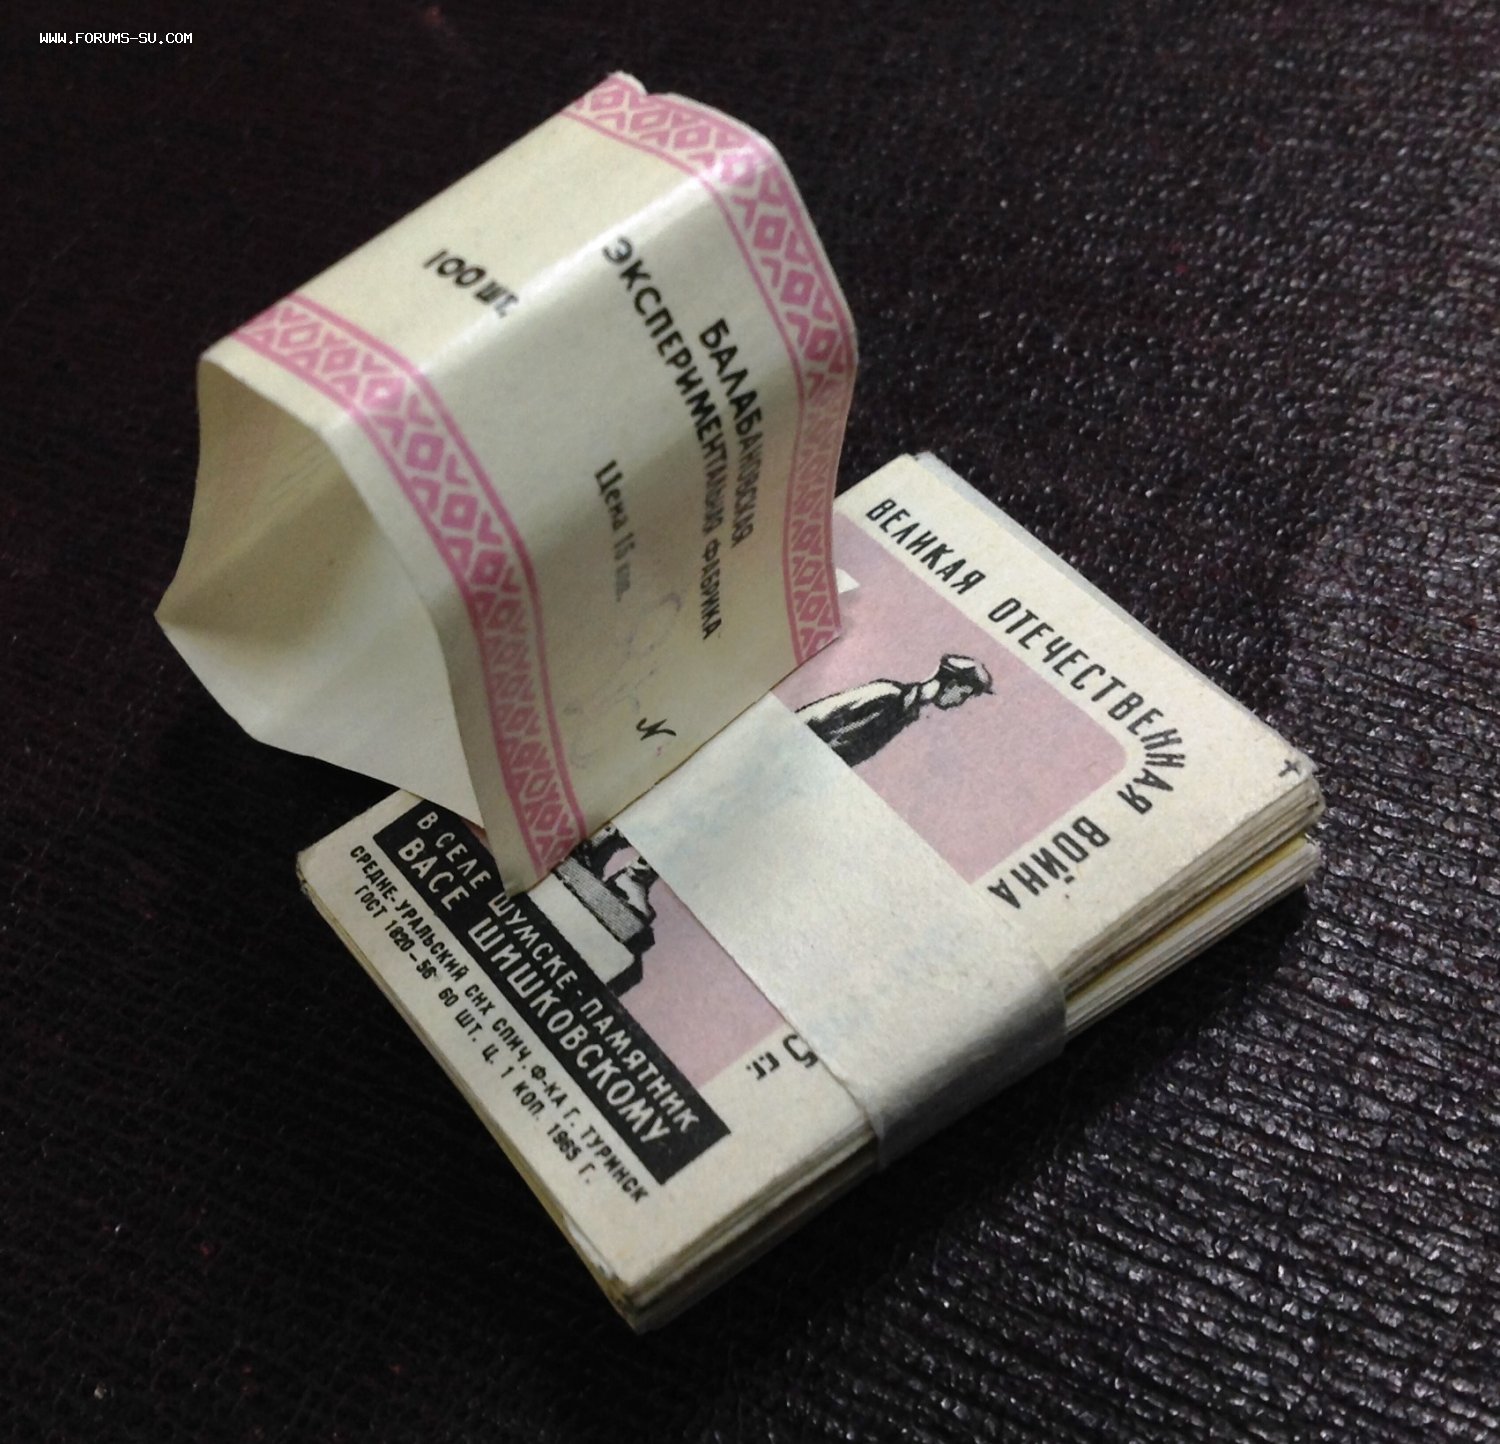 WWW.FORUMS-SU.COM
100 ШТ.
БАЛАБАНОВСКАЯ
ЭКСПЕРИМЕНТАЛЬНАЯ ФАБРИКА
Цена 15 коп.
N
ВЕЛИКАЯ ОТЕЧЕСТВЕННАЯ ВОЙНА
В СЕЛЕ ШУМСКЕ-ПАМЯТНИК
ВАСЕ ШИШКОВСКОМУ
СРЕДНЕ-УРАЛЬСКИЙ СНХ СПИЧ. Ф-КА Г. ТУРИНСК
ГОСТ 1820-56 60 ШТ. Ц. 1 КОП. 1965 Г.